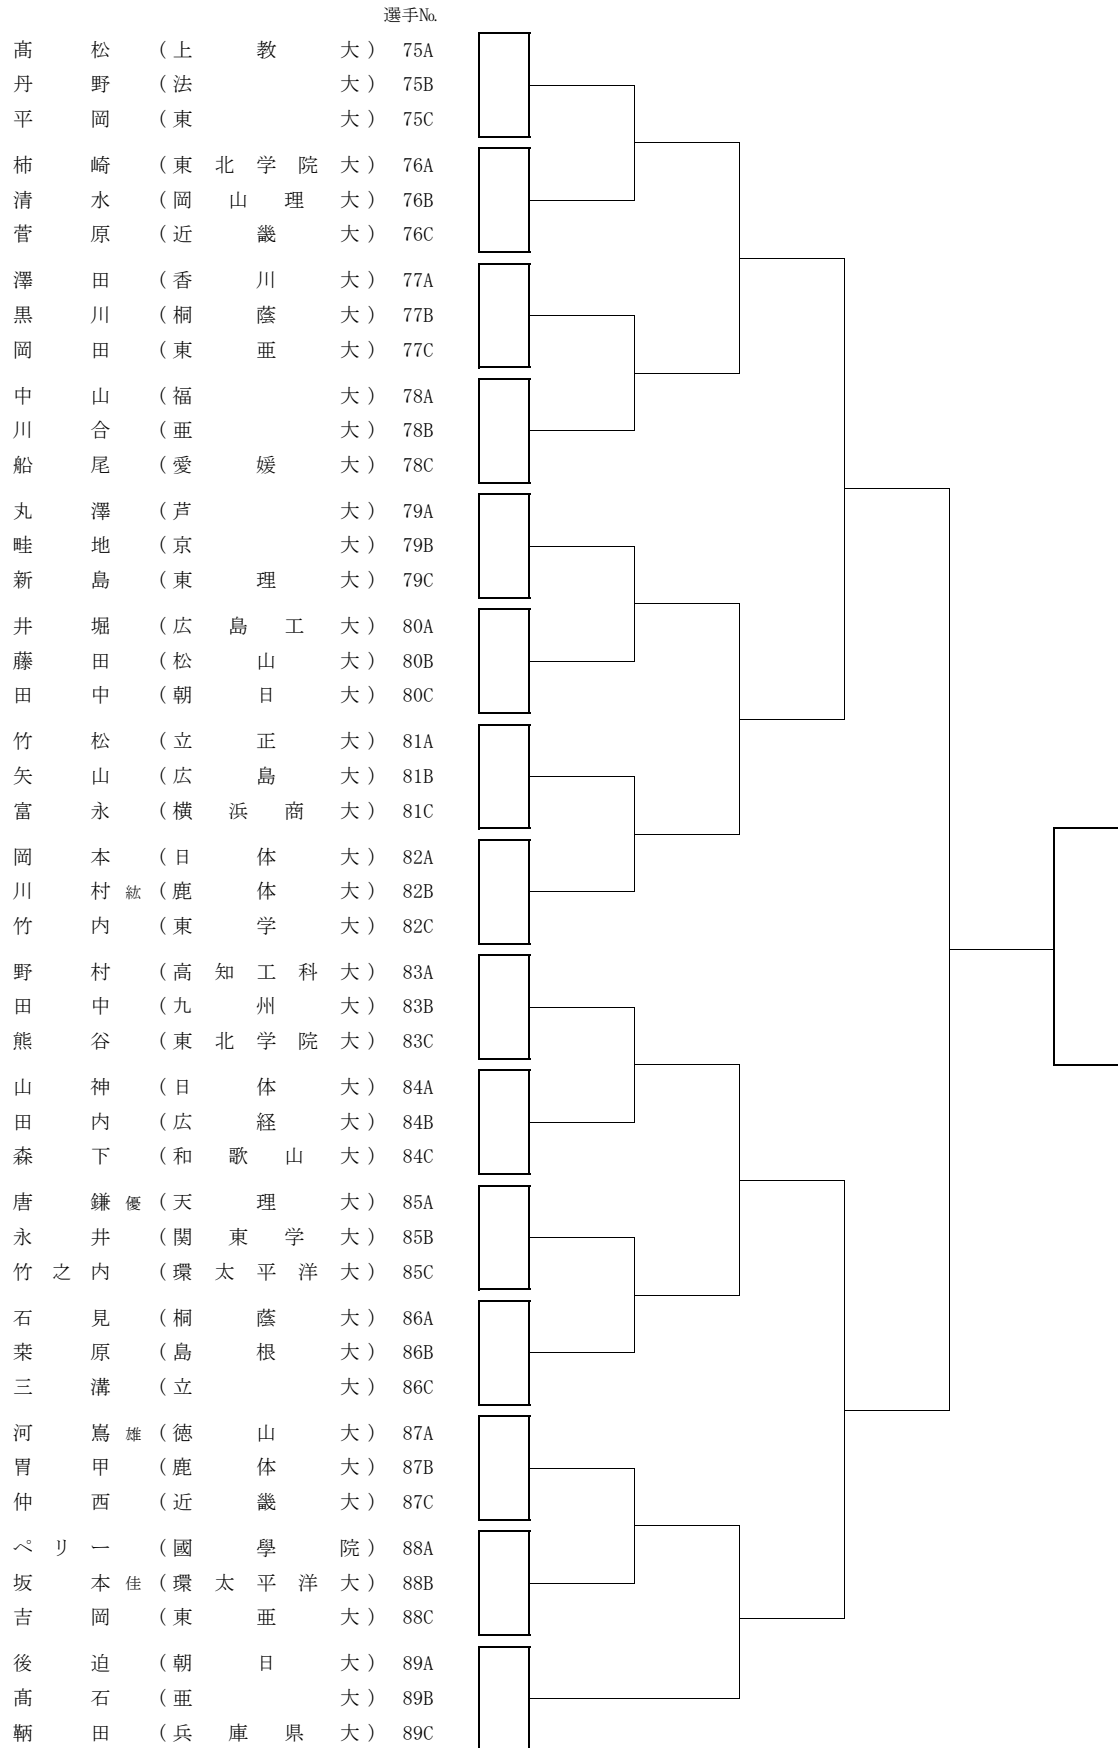 選手№
髙松（上教大） 75A
丹野（法大） 75B
平岡（東大） 75C
柿崎（東北学院大） 76A
清水（岡山理大） 76B
菅原（近畿大） 76C
澤田（香川大） 77A
黒川（桐蔭大） 77B
岡田（東亜大） 77C
中山（福大） 78A
川合（亜大） 78B
船尾（愛媛大） 78C
丸澤（芦大） 79A
畦地（京大） 79B
新島（東理大） 79C
井堀（広島工大） 80A
藤田（松山大） 80B
田中（朝日大） 80C
竹松（立正大） 81A
矢山（広島大） 81B
富永（横浜商大） 81C
岡本（日体大） 82A
川村紘（鹿体大） 82B
竹内（東学大） 82C
野村（高知工科大） 83A
田中（九州大） 83B
熊谷（東北学院大） 83C
山神（日体大） 84A
田内（広経大） 84B
森下（和歌山大） 84C
唐鎌優（天理大） 85A
永井（関東学大） 85B
竹之内（環太平洋大） 85C
石見（桐蔭大） 86A
桒原（島根大） 86B
三溝（立大） 86C
河嶌雄（徳山大） 87A
胃甲（鹿体大） 87B
仲西（近畿大） 87C
ペリー（國學院） 88A
坂本佳（環太平洋大） 88B
吉岡（東亜大） 88C
後迫（朝日大） 89A
髙石（亜大） 89B
鞆田（兵庫県大） 89C